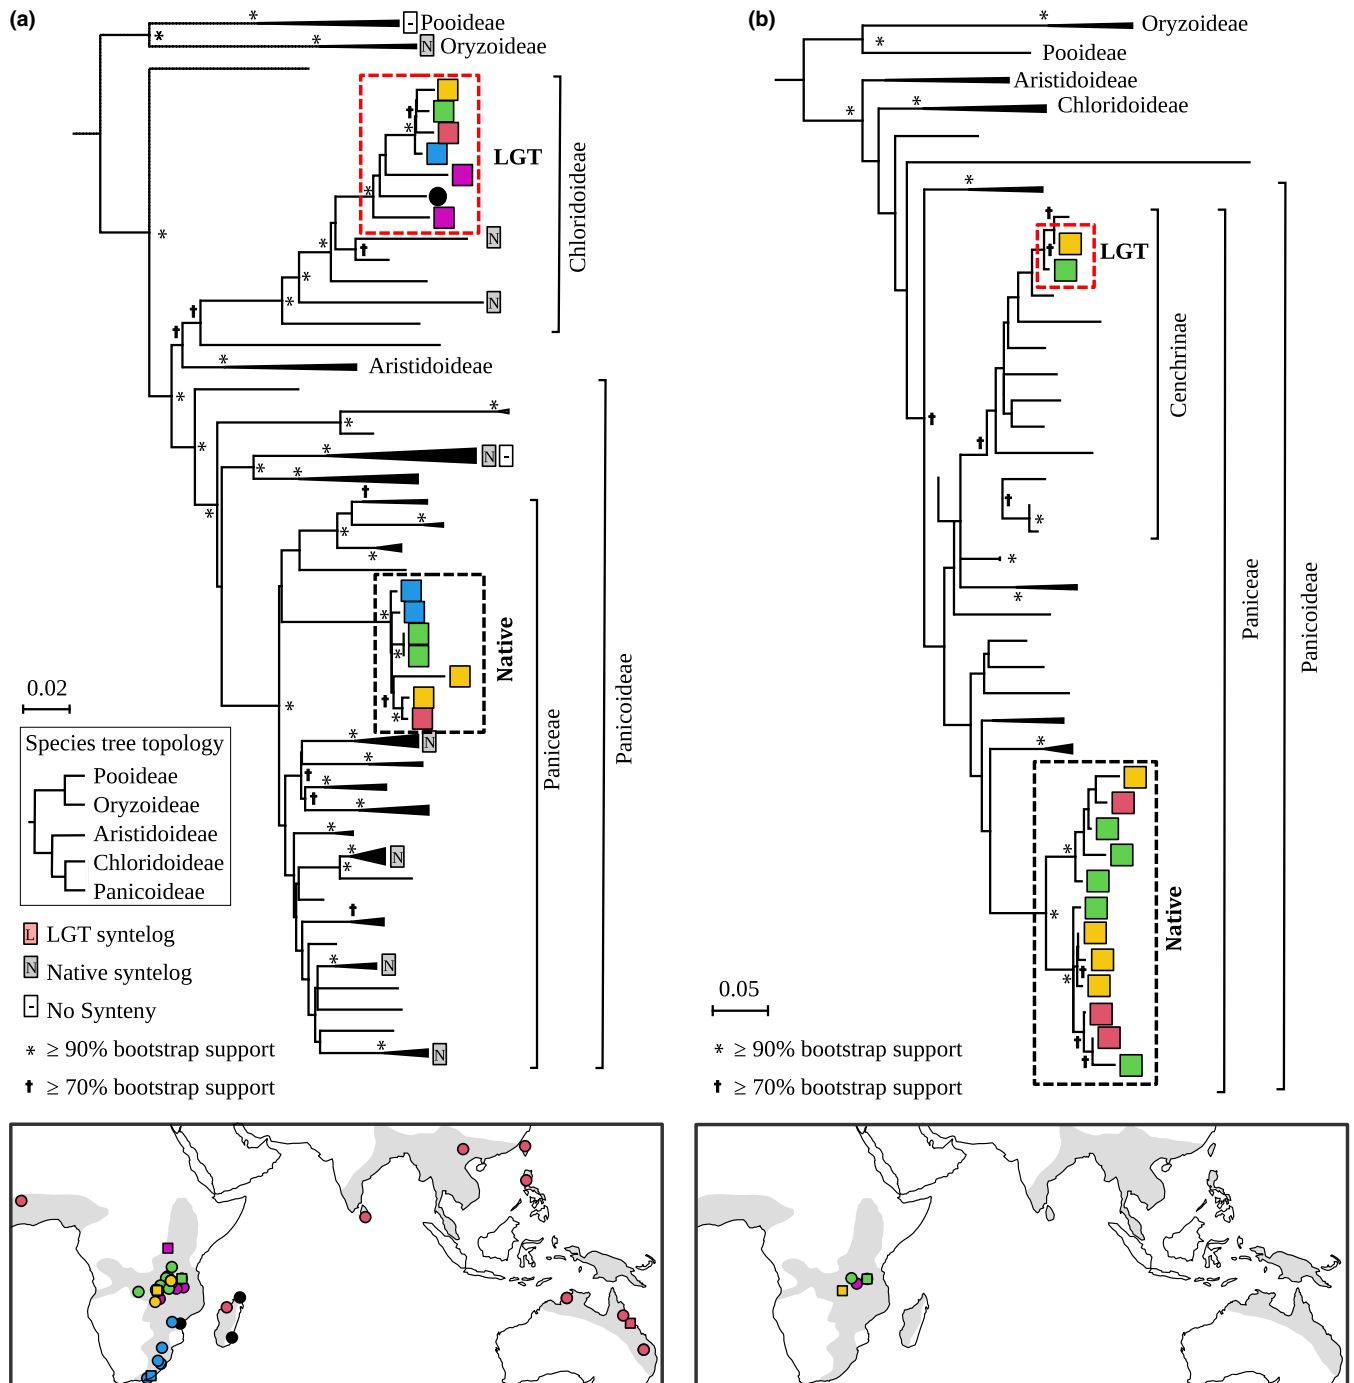 (a)
* - Pooideae
*
* N Oryzoideae
*
†
*
LGT
Chloridoideae
*
*
†
N
*
*
N
†
†
* Aristidoideae
*
*
*
*
*
* N -
*
*
*
†
*
*
*
*
*
†
*
Native
*
Paniceae
Panicoideae
0.02
* N
*
†
*
†
*
*
* N
*
†
* N
* N
Species tree topology
Pooideae
Oryzoideae
Aristidoideae
Chloridoideae
Panicoideae
L LGT syntelog
N Native syntelog
- No Synteny
* ≥ 90% bootstrap support
† ≥ 70% bootstrap support
(b)
* Oryzoideae
*
Pooideae
Aristidoideae
*
* Chloridoideae
*
†
†
LGT
Cenchrinae
†
†
†
*
*
*
Paniceae
Panicoideae
*
*
*
†
*
†
†
Native
0.05
* ≥ 90% bootstrap support
† ≥ 70% bootstrap support